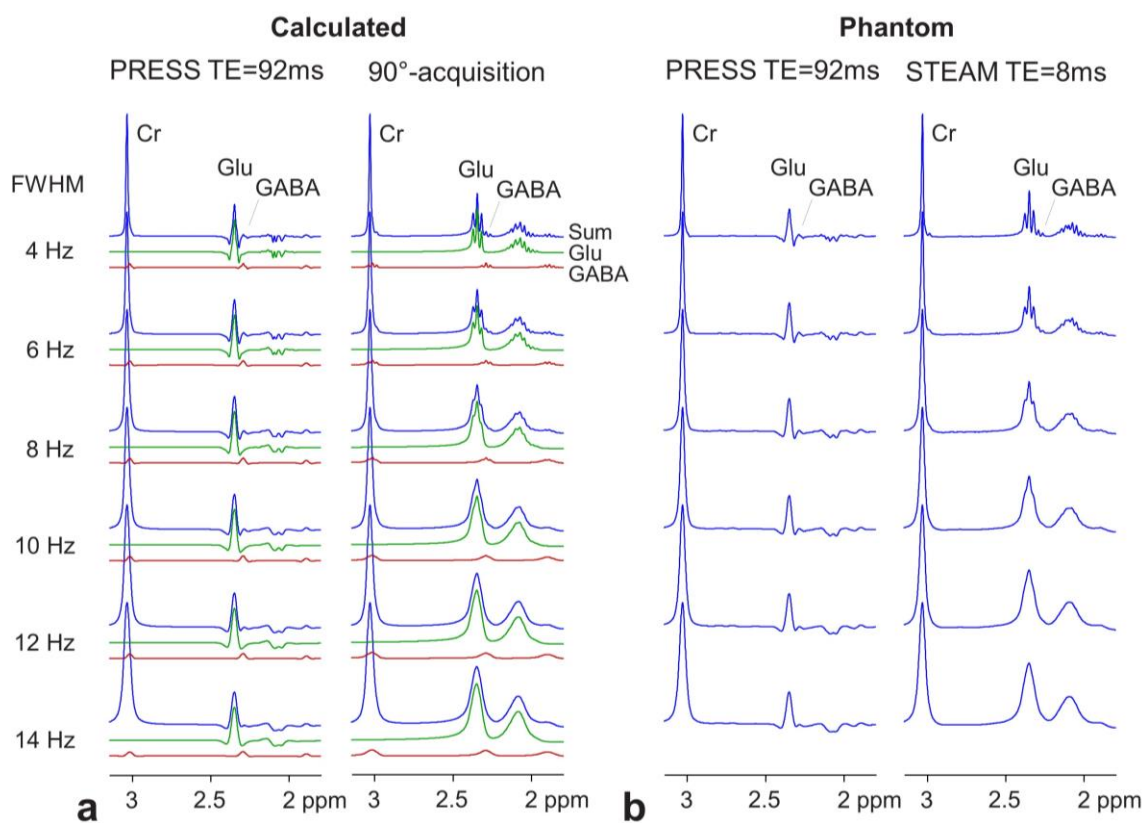 Calculated Phantom
PRESS TE=92ms 90°-acquisition PRESS TE=92ms STEAM TE=8ms
Cr Cr Cr Cr
Glu Glu Glu Glu
FWHM GABA GABA GABA GABA
Sum
4 Hz Glu
GABA
6 Hz
8 Hz
10 Hz
12 Hz
14 Hz
3 2.5 2 ppm 3 2.5 2 ppm 3 2.5 2 ppm 3 2.5 2 ppm
a b